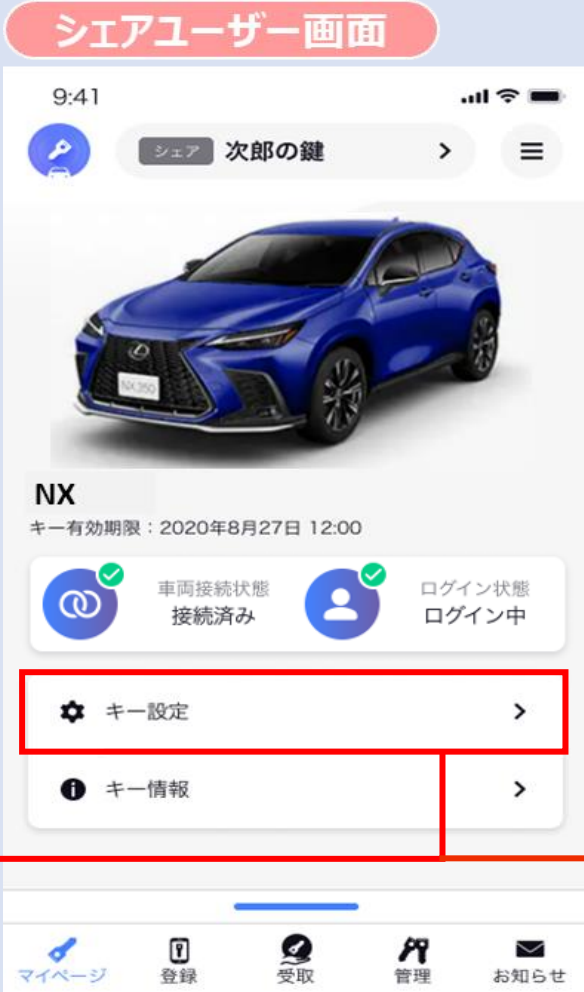 シェアユーザー画面
9:41
シェア 次郎の鍵
NX350
NX
キー有効期限：2020年8月27日 12:00
車両接続状態
接続済み
ログイン状態
ログイン中
キー設定
キー情報
マイページ 登録 受取 管理 お知らせ